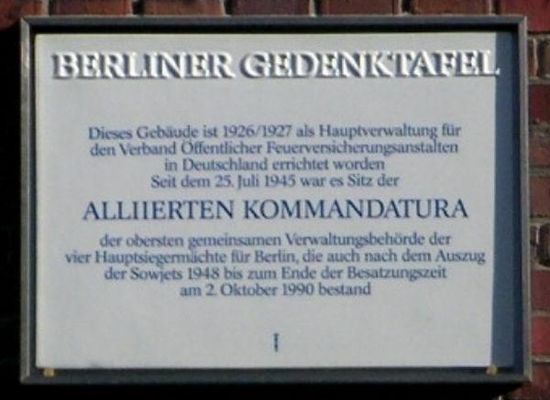 BERLINER GEDENKTAFEL
Dieses Gebäude ist 1926/1927 als Hauptverwaltung für
den Verband Öffentlicher Feuerversicherungsanstalten
in Deutschland errichtet worden
Seit dem 25. Juli 1945 war es Sitz der
ALLIIERTEN KOMMANDATURA
der obersten gemeinsamen Verwaltungsbehörde der
vier Hauptsiegermächte für Berlin, die auch nach dem Auszug
der Sowjets 1948 bis zum Ende der Besatzungszeit
am 2. Oktober 1990 bestand